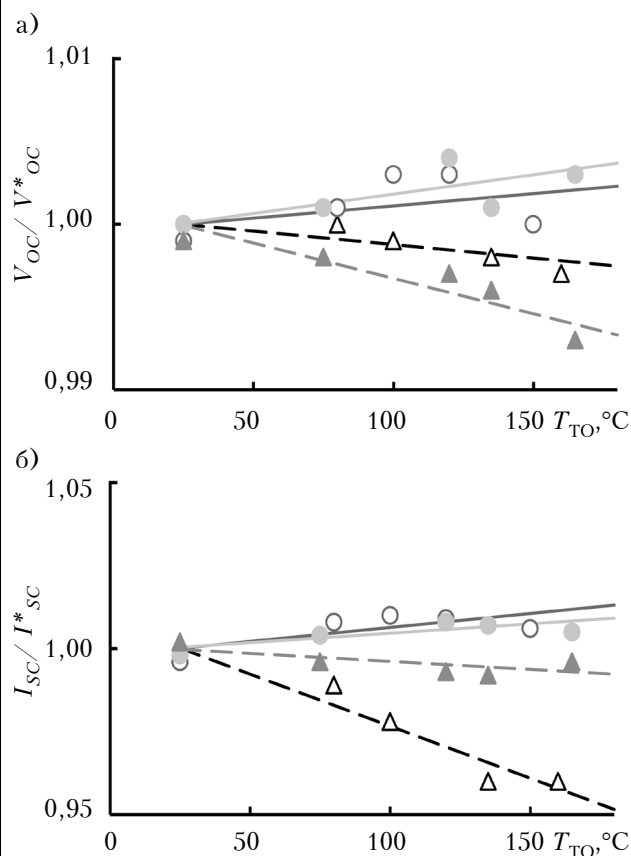 а)
1,01
1,00
0,99
V_OC / V*_OC
0 50 100 150 T_TO,°C
б)
1,05
1,00
0,95
I_SC / I*_SC
0 50 100 150 T_TO,°C